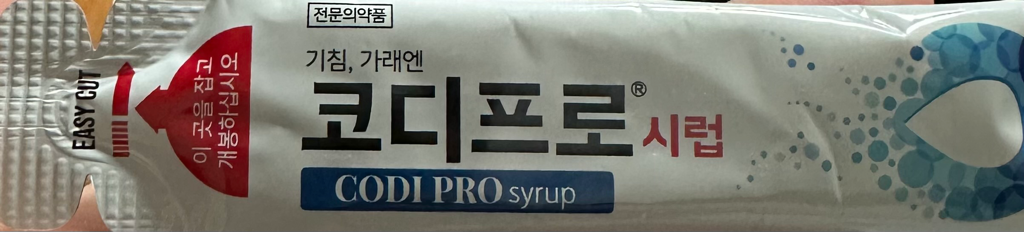 EASY CUT
이 곳을 잡고
개봉하십시오
전문의약품
기침, 가래엔
코디프로® 시럽
CODI PRO syrup